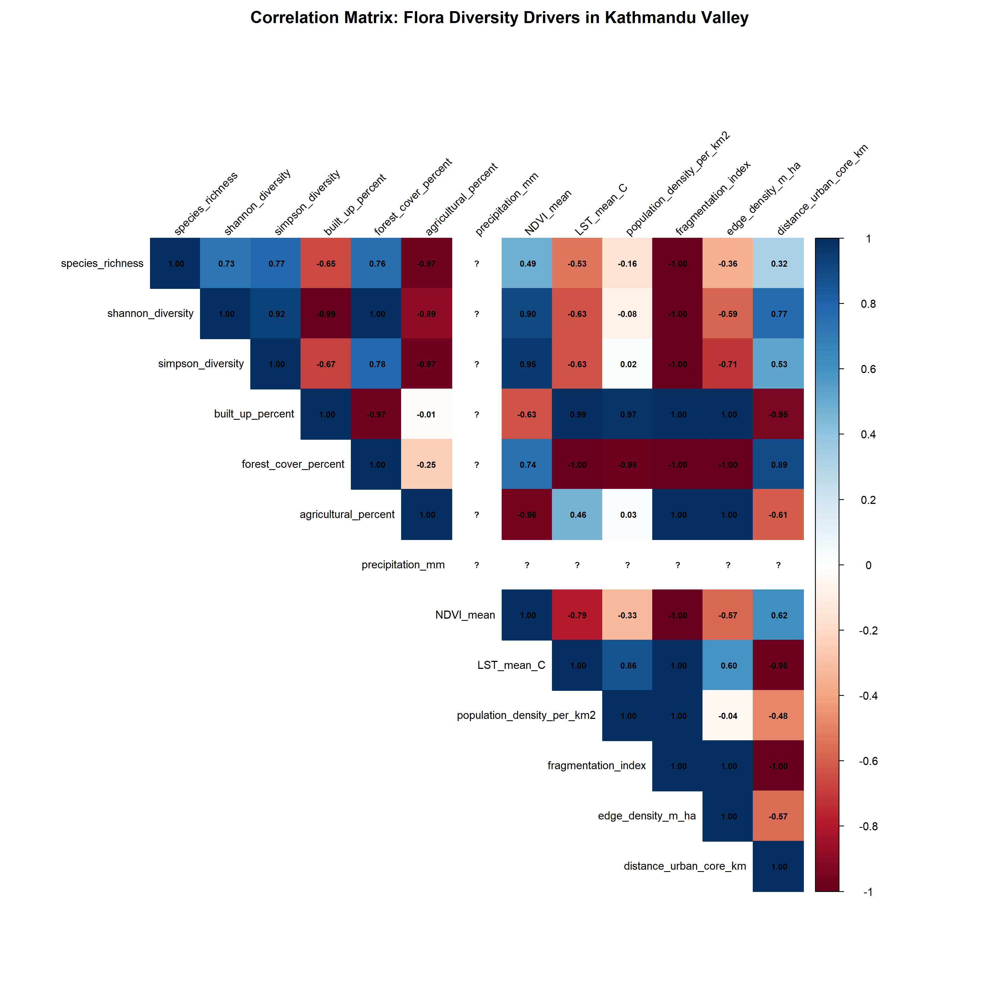 Correlation Matrix: Flora Diversity Drivers in Kathmandu Valley
species_richness
shannon_diversity
simpson_diversity
built_up_percent
forest_cover_percent
agricultural_percent
precipitation_mm
NDVI_mean
LST_mean_C
population_density_per_km2
fragmentation_index
edge_density_m_ha
distance_urban_core_km
species_richness 1.00 0.73 0.77 -0.65 0.76 -0.97 ? 0.49 -0.53 -0.16 -1.00 -0.36 0.32
shannon_diversity 1.00 0.92 -0.99 1.00 -0.89 ? 0.90 -0.63 -0.08 -1.00 -0.59 0.77
simpson_diversity 1.00 -0.67 0.78 -0.97 ? 0.95 -0.63 0.02 -1.00 -0.71 0.53
built_up_percent 1.00 -0.97 -0.01 ? -0.63 0.99 0.97 1.00 1.00 -0.95
forest_cover_percent 1.00 -0.25 ? 0.74 -1.00 -0.98 -1.00 -1.00 0.89
agricultural_percent 1.00 ? -0.96 0.46 0.03 1.00 1.00 -0.61
precipitation_mm ? ? ? ? ? ? ?
NDVI_mean 1.00 -0.79 -0.33 -1.00 -0.57 0.62
LST_mean_C 1.00 0.86 1.00 0.60 -0.98
population_density_per_km2 1.00 1.00 -0.04 -0.48
fragmentation_index 1.00 1.00 -1.00
edge_density_m_ha 1.00 -0.57
distance_urban_core_km 1.00
1
0.8
0.6
0.4
0.2
0
-0.2
-0.4
-0.6
-0.8
-1